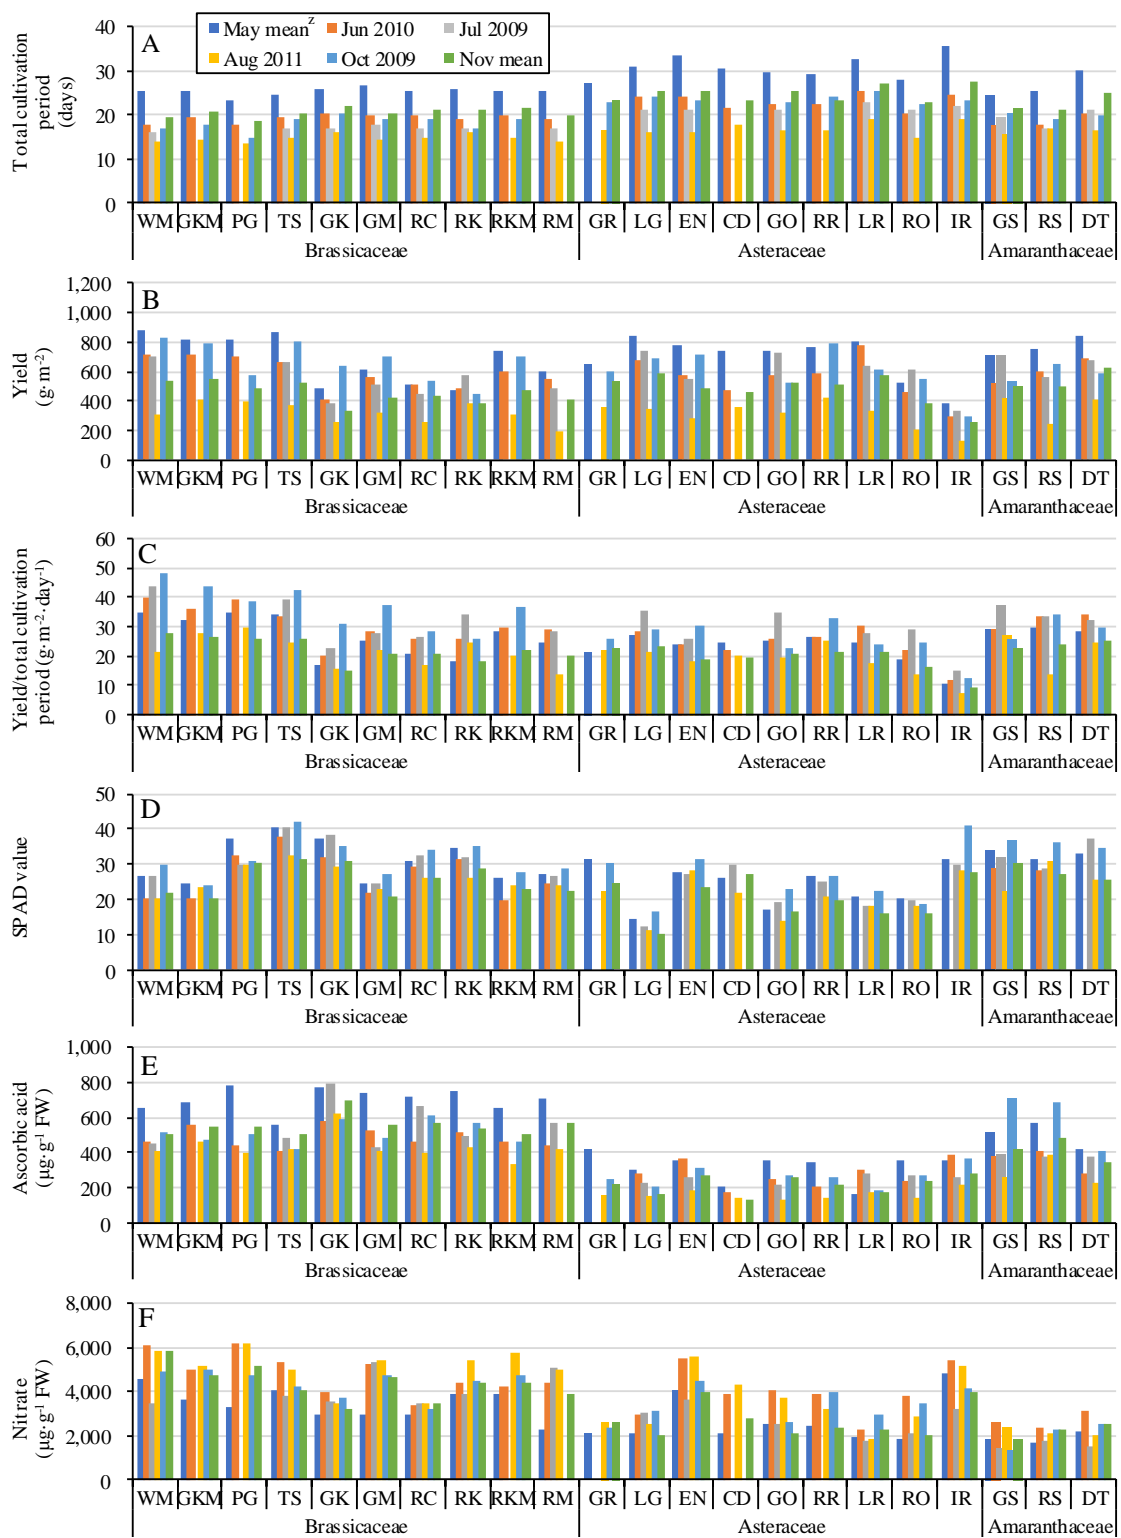 A
May mean^z Jun 2010 Jul 2009
Aug 2011 Oct 2009 Nov mean
Total cultivation
period
(days)
40
30
20
10
0
WM GKM PG TS GK GM RC RK RKM RM GR LG EN CD GO RR LR RO IR GS RS DT
Brassicaceae Asteraceae Amaranthaceae
B
Yield
(g·m⁻²)
1,200
1,000
800
600
400
200
0
WM GKM PG TS GK GM RC RK RKM RM GR LG EN CD GO RR LR RO IR GS RS DT
Brassicaceae Asteraceae Amaranthaceae
C
Yield/total cultivation
period (g·m⁻²·day⁻¹)
60
50
40
30
20
10
0
WM GKM PG TS GK GM RC RK RKM RM GR LG EN CD GO RR LR RO IR GS RS DT
Brassicaceae Asteraceae Amaranthaceae
D
SPAD value
50
40
30
20
10
0
WM GKM PG TS GK GM RC RK RKM RM GR LG EN CD GO RR LR RO IR GS RS DT
Brassicaceae Asteraceae Amaranthaceae
E
Ascorbic acid
(μg·g⁻¹ FW)
1,000
800
600
400
200
0
WM GKM PG TS GK GM RC RK RKM RM GR LG EN CD GO RR LR RO IR GS RS DT
Brassicaceae Asteraceae Amaranthaceae
F
Nitrate
(μg·g⁻¹ FW)
8,000
6,000
4,000
2,000
0
WM GKM PG TS GK GM RC RK RKM RM GR LG EN CD GO RR LR RO IR GS RS DT
Brassicaceae Asteraceae Amaranthaceae